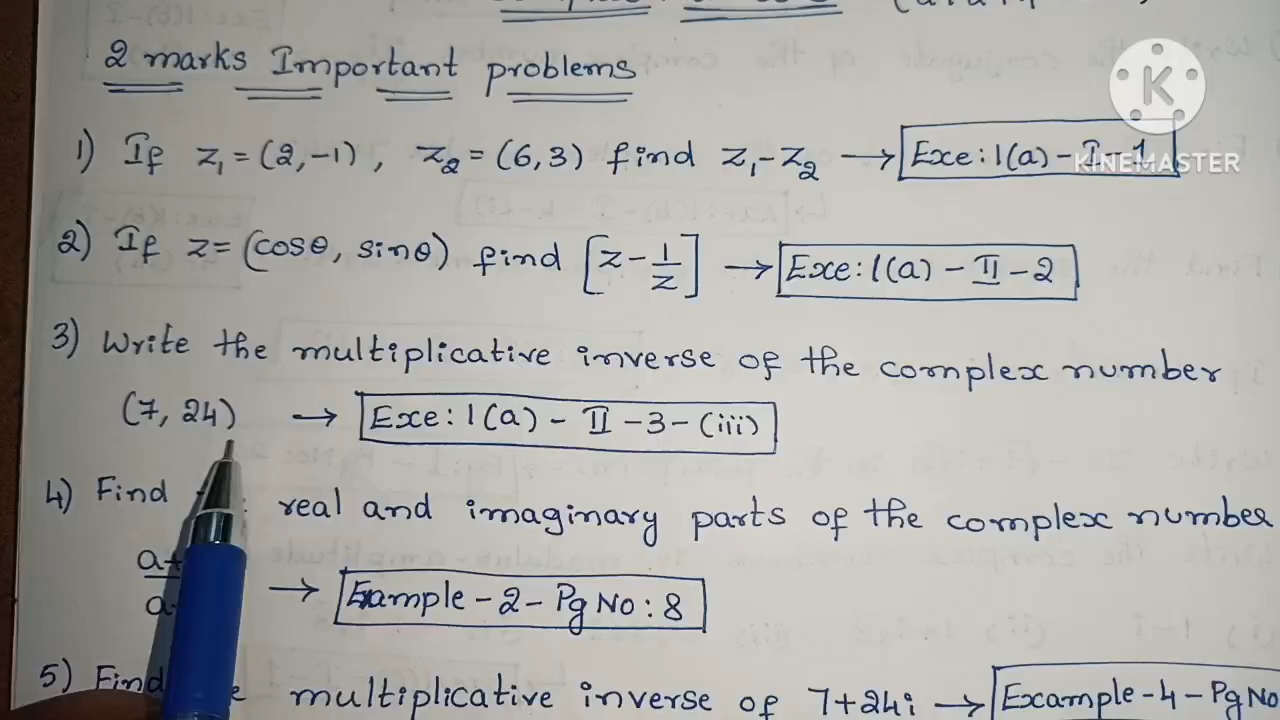 2 marks Important problems
K
KINEMASTER
1) If z₁ = (2, -1), z₂ = (6, 3) find z₁ - z₂ → Exe: 1(a) - I - 1
2) If z = (cosθ, sinθ) find [z - 1/z] → Exe: 1(a) - II - 2
3) Write the multiplicative inverse of the complex number
(7, 24) → Exe: 1(a) - II - 3 - (iii)
4) Find real and imaginary parts of the complex number
→ Example - 2 - Pg No: 8
5) Find multiplicative inverse of 7+24i → Example - 4 - Pg No